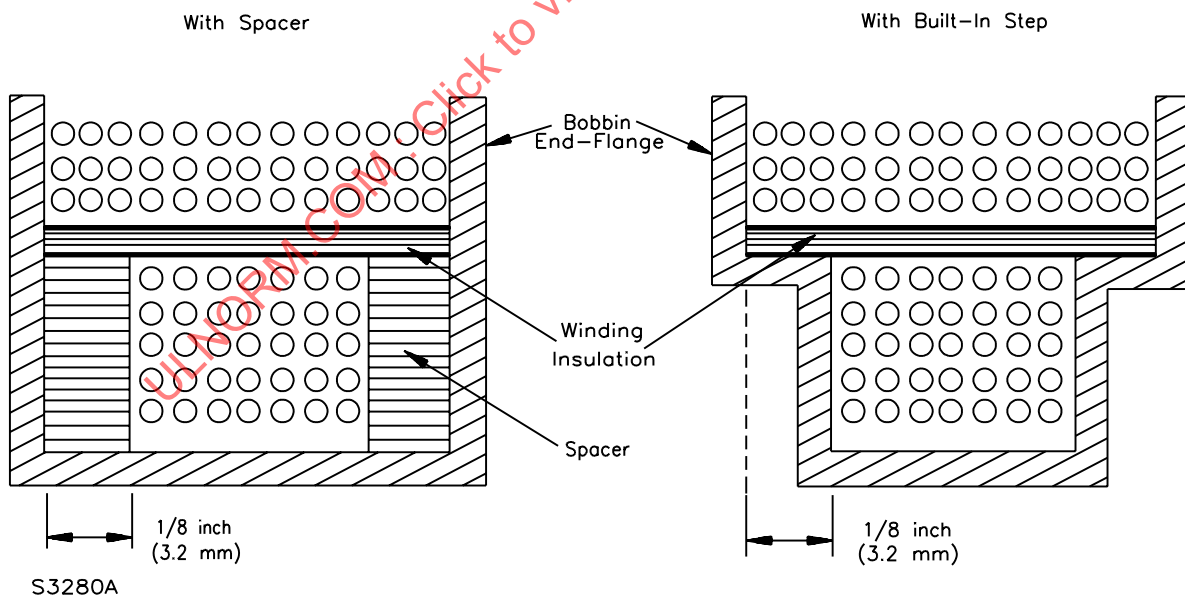 With Spacer
With Built-In Step
ULNORM.COM : Click to v
Bobbin
End-Flange
Winding
Insulation
Spacer
1/8 inch
(3.2 mm)
1/8 inch
(3.2 mm)
S3280A